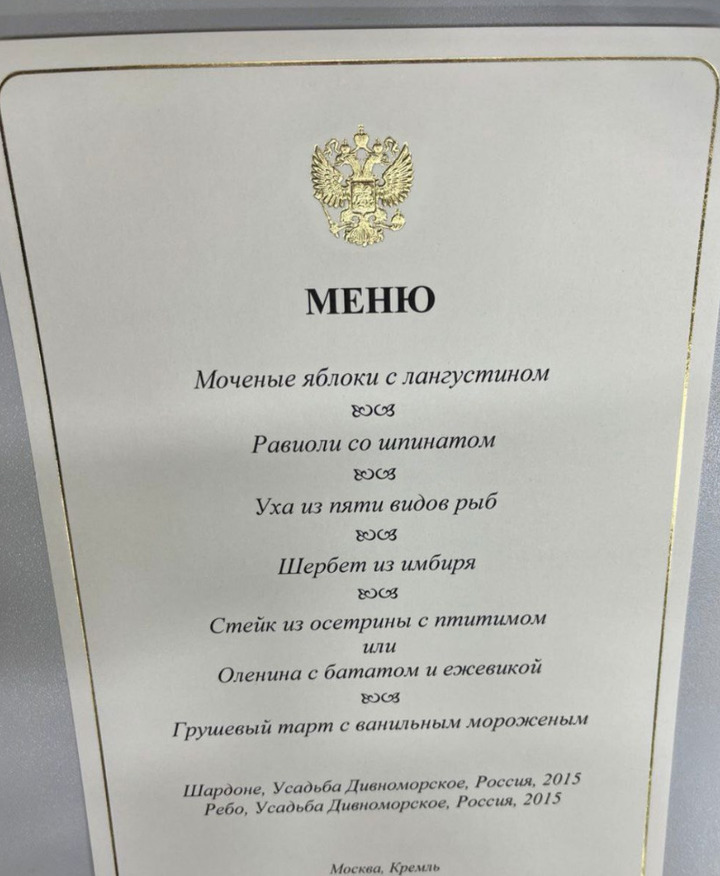 МЕНЮ
Моченые яблоки с лангустином
Равиоли со шпинатом
Уха из пяти видов рыб
Шербет из имбиря
Стейк из осетрины с птитимом
или
Оленина с бататом и ежевикой
Грушевый тарт с ванильным мороженым
Шардоне, Усадьба Дивноморское, Россия, 2015
Ребо, Усадьба Дивноморское, Россия, 2015
Москва, Кремль